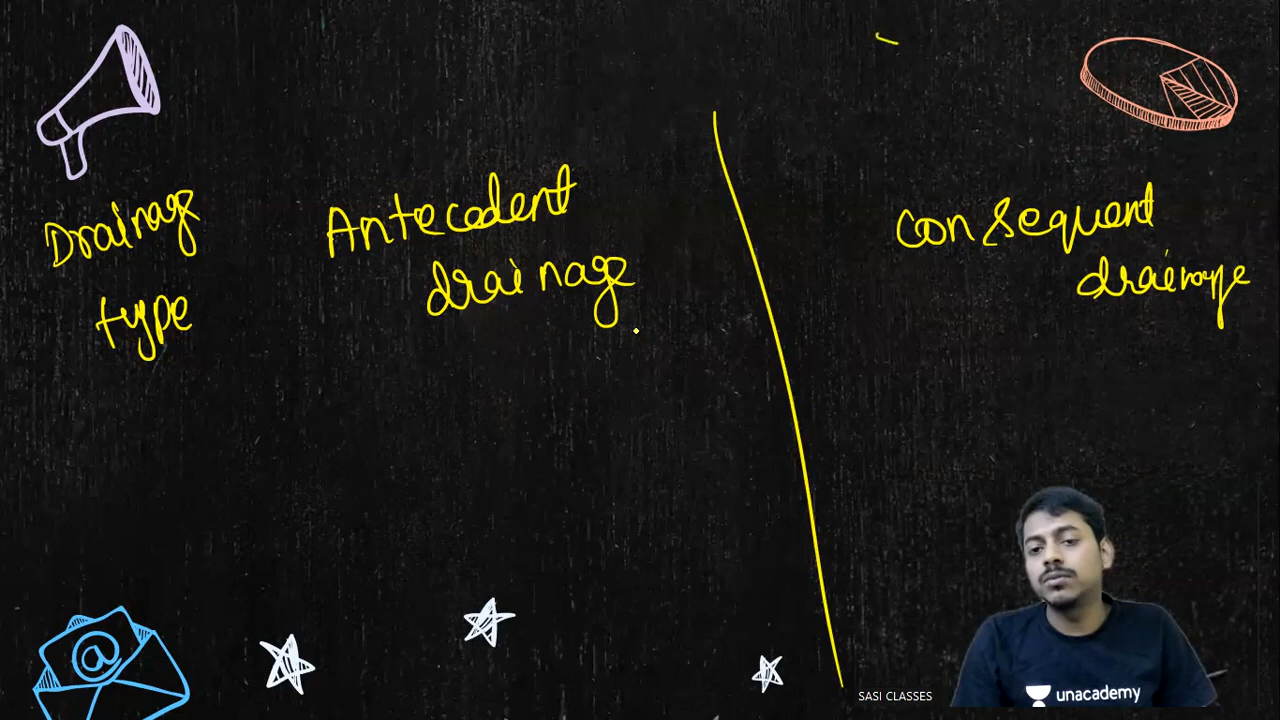 Drainage
type
Antecedent
drainage
consequent
drainage
SASI CLASSES
unacademy